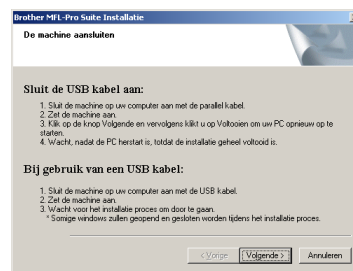 Brother MFL-Pro Suite Installatie
De machine aansluiten
Sluit de USB kabel aan:
1. Sluit de machine op uw computer aan met de parallel kabel.
2. Zet de machine aan.
3. Klik op de knop Volgende en vervolgens klikt u op Voltooien om uw PC opnieuw op te
starten.
4. Wacht, nadat de PC herstart is, totdat de installatie geheel voltooid is.
Bij gebruik van een USB kabel:
1. Sluit de machine op uw computer aan met de USB kabel.
2. Zet de machine aan.
3. Wacht voor het installatie proces om door te gaan.
* Somige windows zullen geopend en gesloten worden tijdens het installatie proces.
< Vorige Volgende > Annuleren